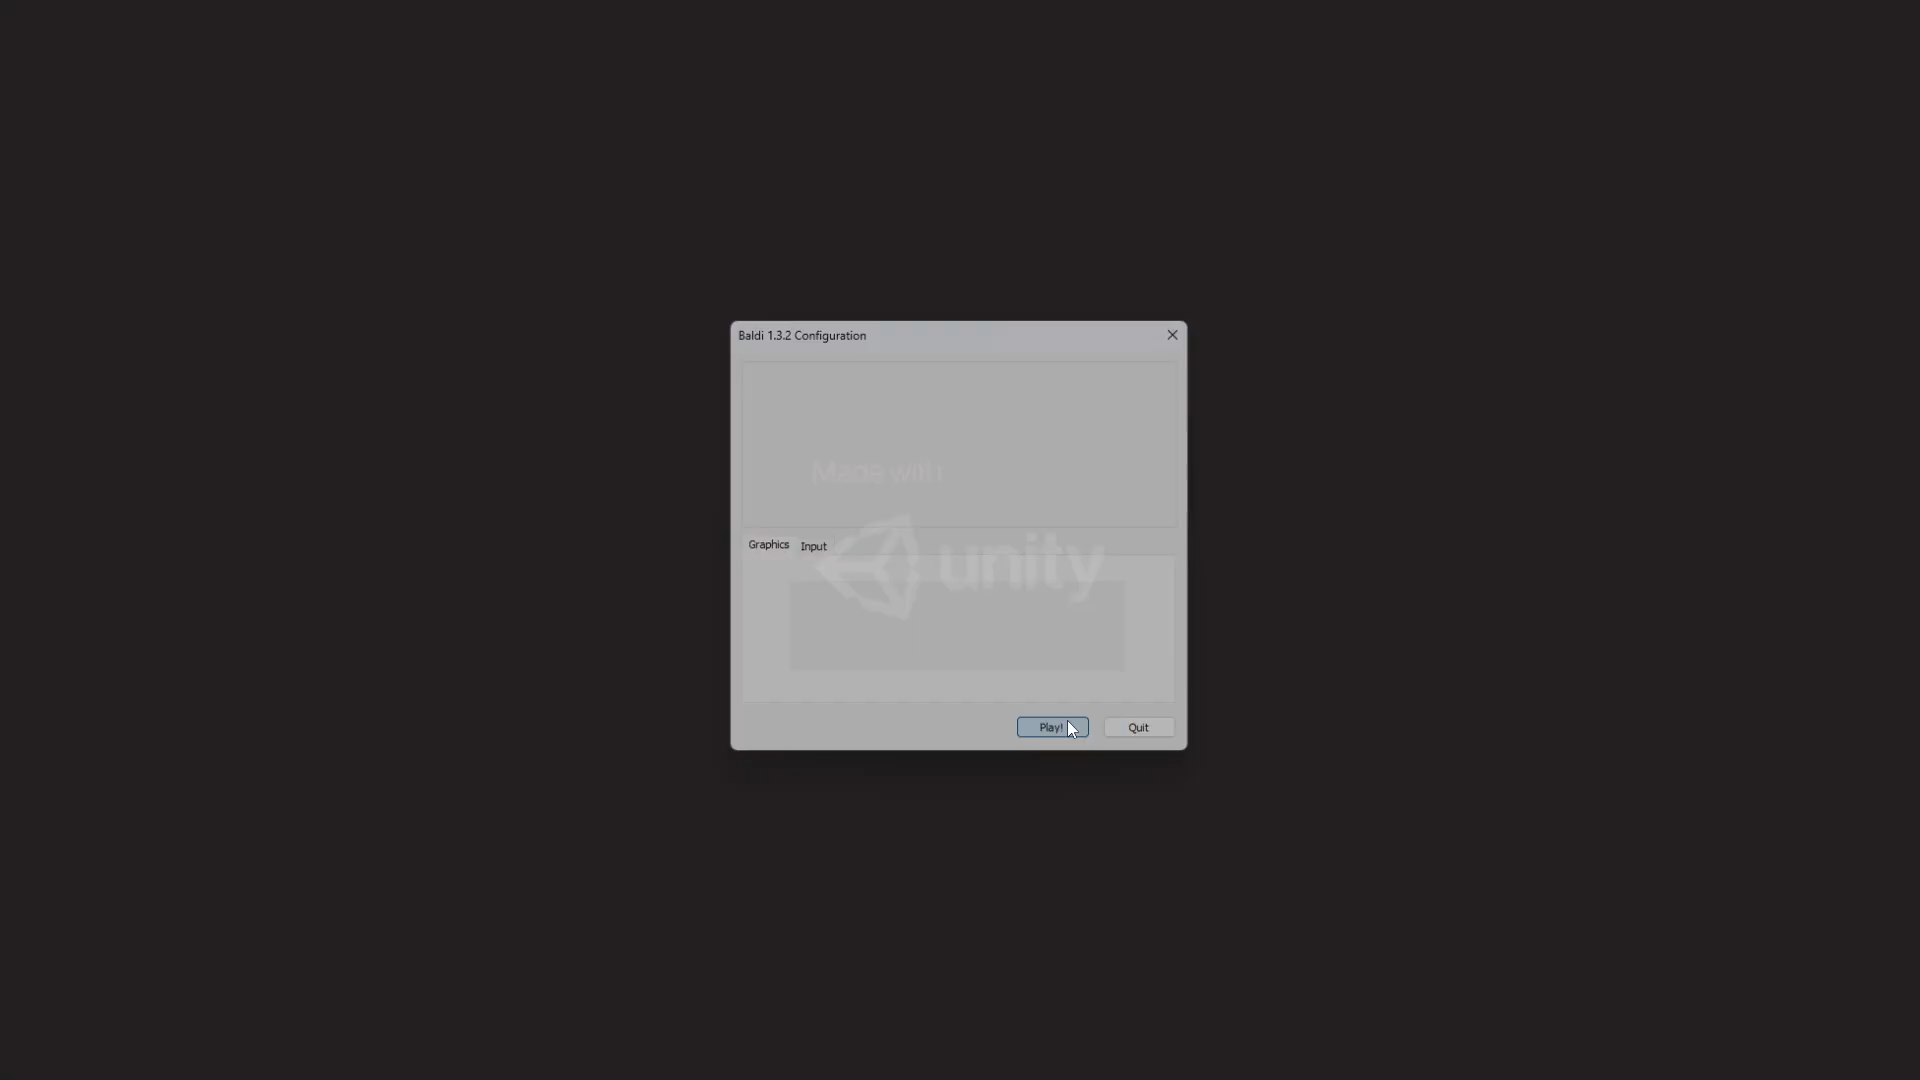 Baldi 1.3.2 Configuration
Made with
Graphics
Input
unity
Play!
Quit